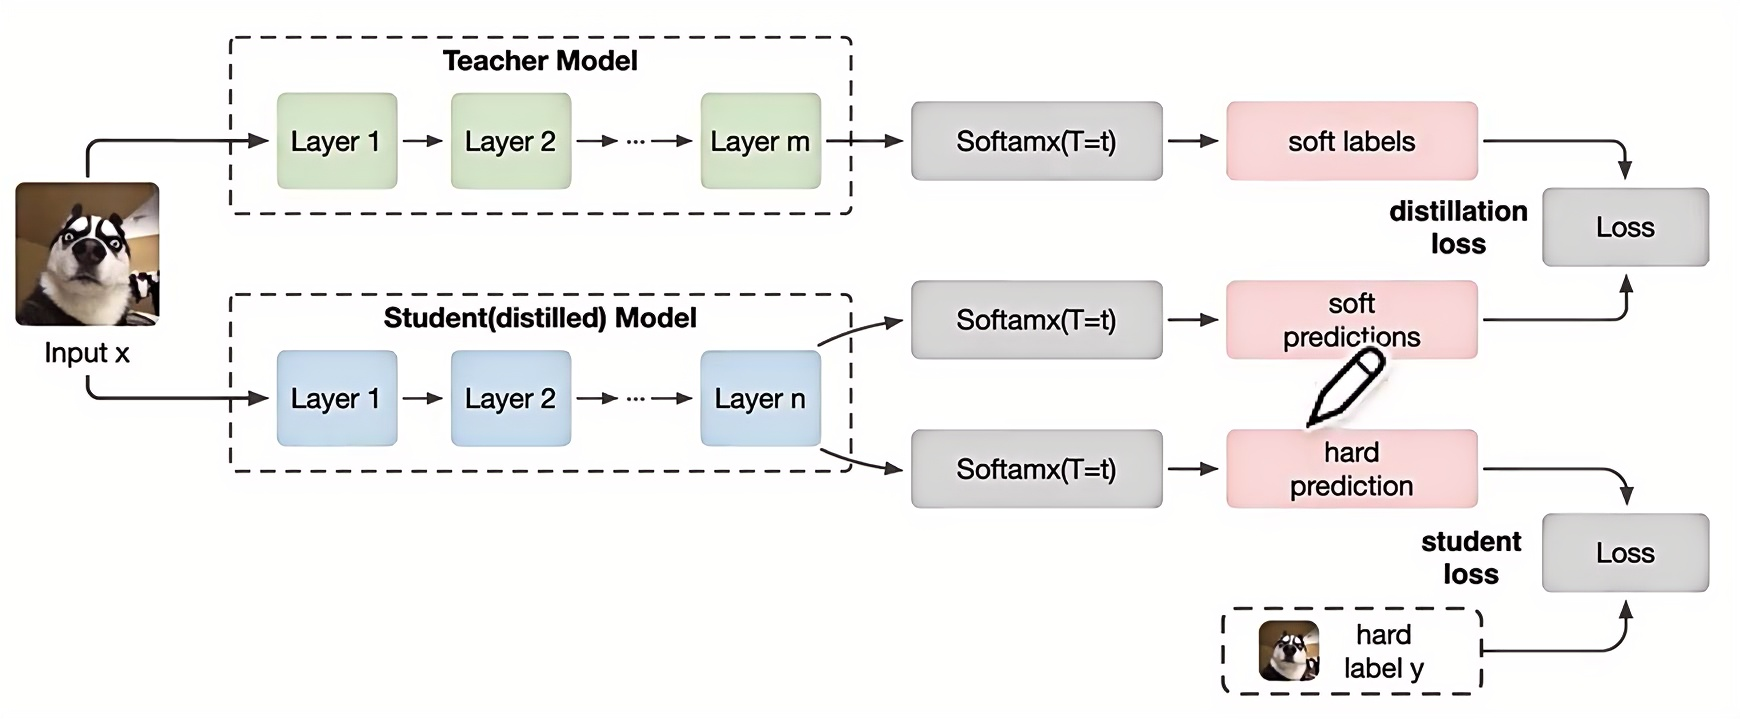 Teacher Model
Layer 1
Layer 2
...
Layer m
Softamx(T=t)
soft labels
distillation
loss
Loss
Input x
Student(distilled) Model
Layer 1
Layer 2
...
Layer n
Softamx(T=t)
soft
predictions
Softamx(T=t)
hard
prediction
student
loss
Loss
hard
label y